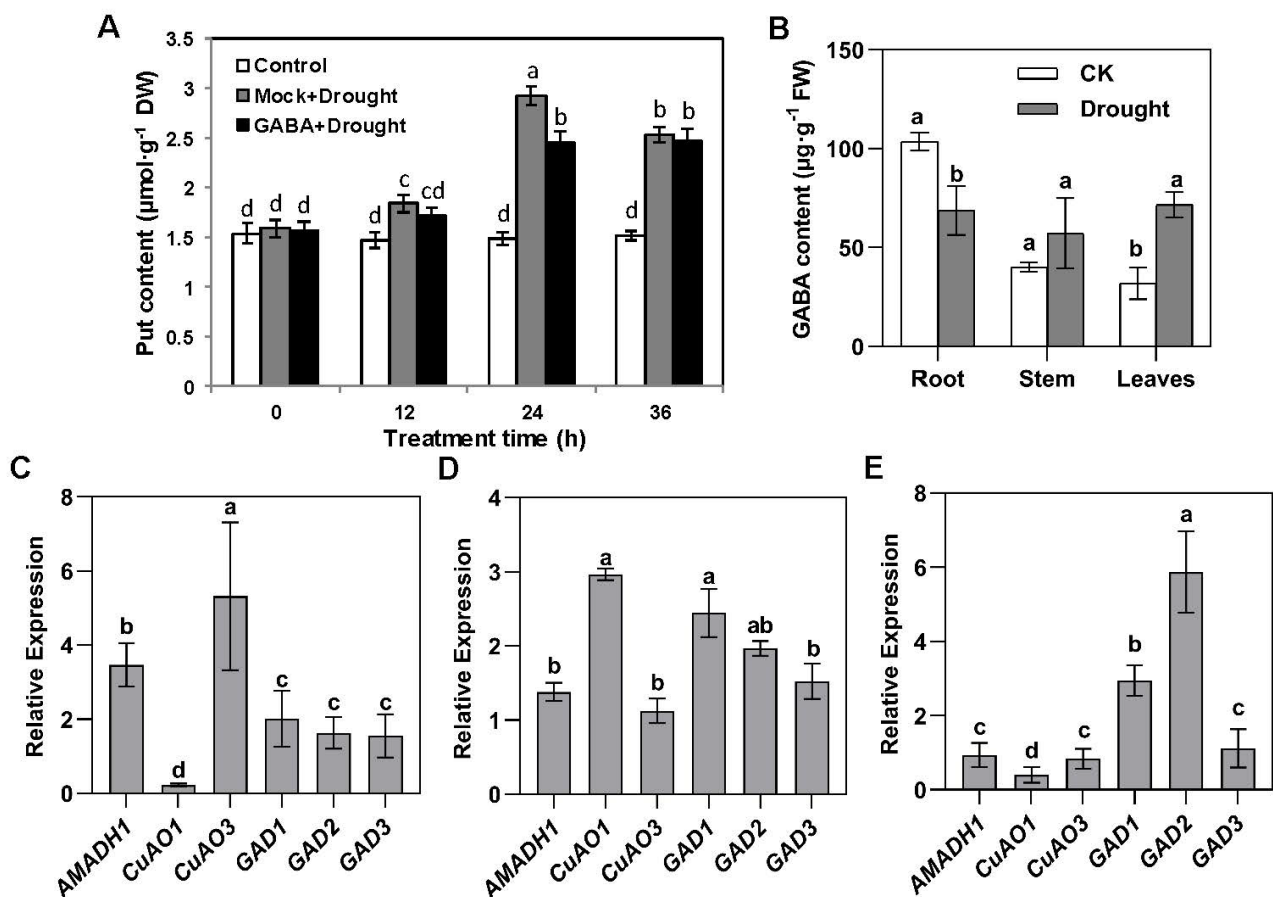 A
Put content (µmol·g⁻¹ DW)
3.5
3
2.5
2
1.5
1
0.5
0
Control
Mock+Drought
GABA+Drought
d d d
d c cd
d a b
d b b
0 12 24 36
Treatment time (h)
B
GABA content (µg·g⁻¹ FW)
150
100
50
0
CK
Drought
a b
a a
b a
Root Stem Leaves
C
Relative Expression
8
6
4
2
0
b d a c c c
AMADH1 CuAO1 CuAO3 GAD1 GAD2 GAD3
D
Relative Expression
4
3
2
1
0
b a b a ab b
AMADH1 CuAO1 CuAO3 GAD1 GAD2 GAD3
E
Relative Expression
8
6
4
2
0
c d c b a c
AMADH1 CuAO1 CuAO3 GAD1 GAD2 GAD3